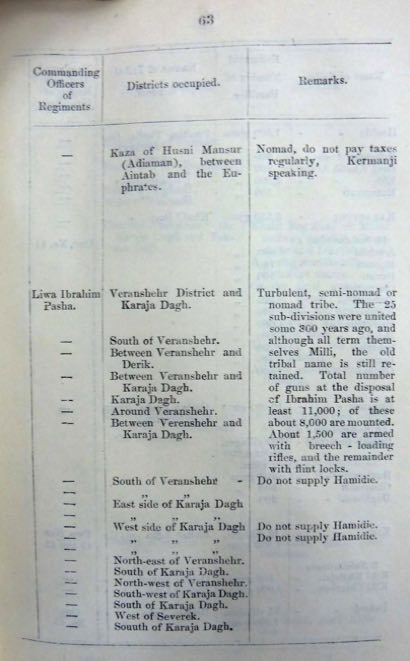 63
Commanding Officers of Regiments.
Districts occupied.
Remarks.
— Kaza of Husni Mansur Nomad, do not pay taxes
(Adiaman), between regularly, Kermanji
Aintab and the Eu- speaking.
phrates.
Liwa Ibrahim Veranshehr District and Turbulent, semi-nomad or
Pasha. Karaja Dagh. nomad tribe. The 25
sub-divisions were united
some 300 years ago, and
— South of Veranshehr. although all term them-
— Between Veranshehr and selves Milli, the old
Derik. tribal name is still re-
— Between Veranshehr and tained. Total number
Karaja Dagh. of guns at the disposal
— Karaja Dagh. of Ibrahim Pasha is at
— Around Veranshehr. least 11,000; of these
— Between Verenshehr and about 8,000 are mounted.
Karaja Dagh. About 1,500 are armed
with breech-loading
rifles, and the remainder
with flint locks.
— South of Veranshehr - Do not supply Hamidie.
— „ „
— East side of Karaja Dagh
— „ „ „
— West side of Karaja Dagh Do not supply Hamidie.
— „ „ „ Do not supply Hamidie.
— „ „ „
— North-east of Veranshehr.
— South of Karaja Dagh.
— North-west of Veranshehr.
— South-west of Karaja Dagh.
— South of Karaja Dagh.
— West of Severek.
— Souuth of Karaja Dagh.